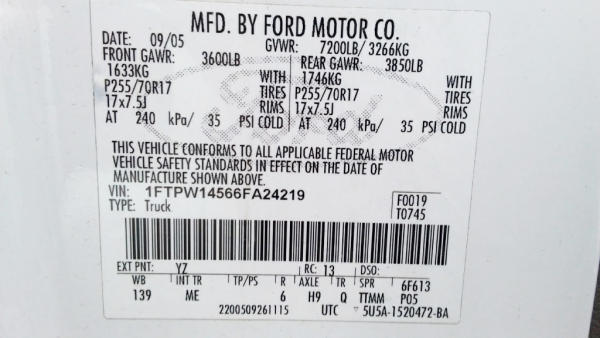 MFD. BY FORD MOTOR CO.
DATE: 09/05 GVWR: 7200LB/ 3266KG
FRONT GAWR: 3600LB REAR GAWR: 3850LB
1633KG WITH 1746KG WITH
P255/70R17 TIRES P255/70R17 TIRES
17x7.5J RIMS 17x7.5J RIMS
AT 240 kPa/ 35 PSI COLD AT 240 kPa/ 35 PSI COLD
THIS VEHICLE CONFORMS TO ALL APPLICABLE FEDERAL MOTOR
VEHICLE SAFETY STANDARDS IN EFFECT ON THE DATE OF
MANUFACTURE SHOWN ABOVE.
VIN: 1FTPW14566FA24219 F0019
TYPE: Truck T0745
EXT PNT: YZ RC: 13 DSO:
WB INT TR TP/PS R AXLE TR SPR 6F613
139 ME 6 H9 Q TTMM P05
2200509261115 UTC 5U5A-1520472-BA